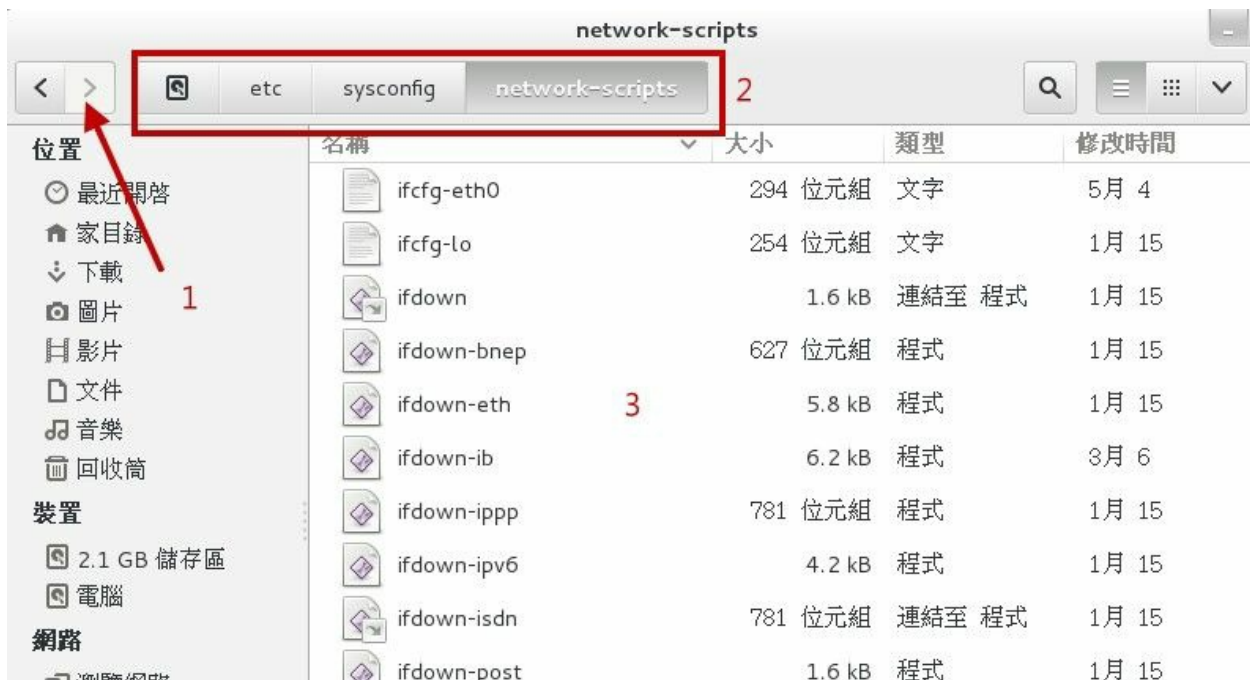 network-scripts
etc sysconfig network-scripts 2
位置 名稱 大小 類型 修改時間
最近開啓 ifcfg-eth0 294 位元組 文字 5月 4
家目錄 ifcfg-lo 254 位元組 文字 1月 15
下載 ifdown 1.6 kB 連結至 程式 1月 15
圖片 1
影片 ifdown-bnep 627 位元組 程式 1月 15
文件 ifdown-eth 3 5.8 kB 程式 1月 15
音樂
回收筒 ifdown-ib 6.2 kB 程式 3月 6
裝置 ifdown-ippp 781 位元組 程式 1月 15
2.1 GB 儲存區 ifdown-ipv6 4.2 kB 程式 1月 15
電腦
網路 ifdown-isdn 781 位元組 連結至 程式 1月 15
瀏覽網路 ifdown-post 1.6 kB 程式 1月 15